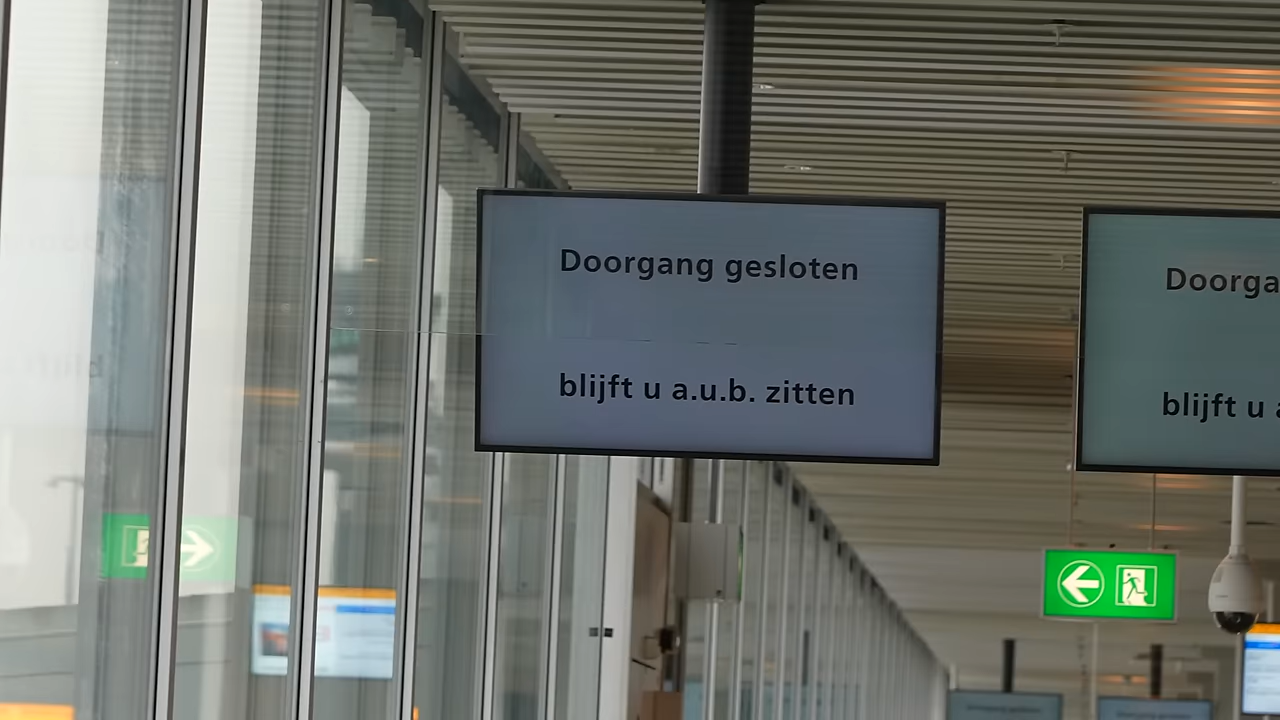 Doorgang gesloten
blijft u a.u.b. zitten
Doorga
blijft u a